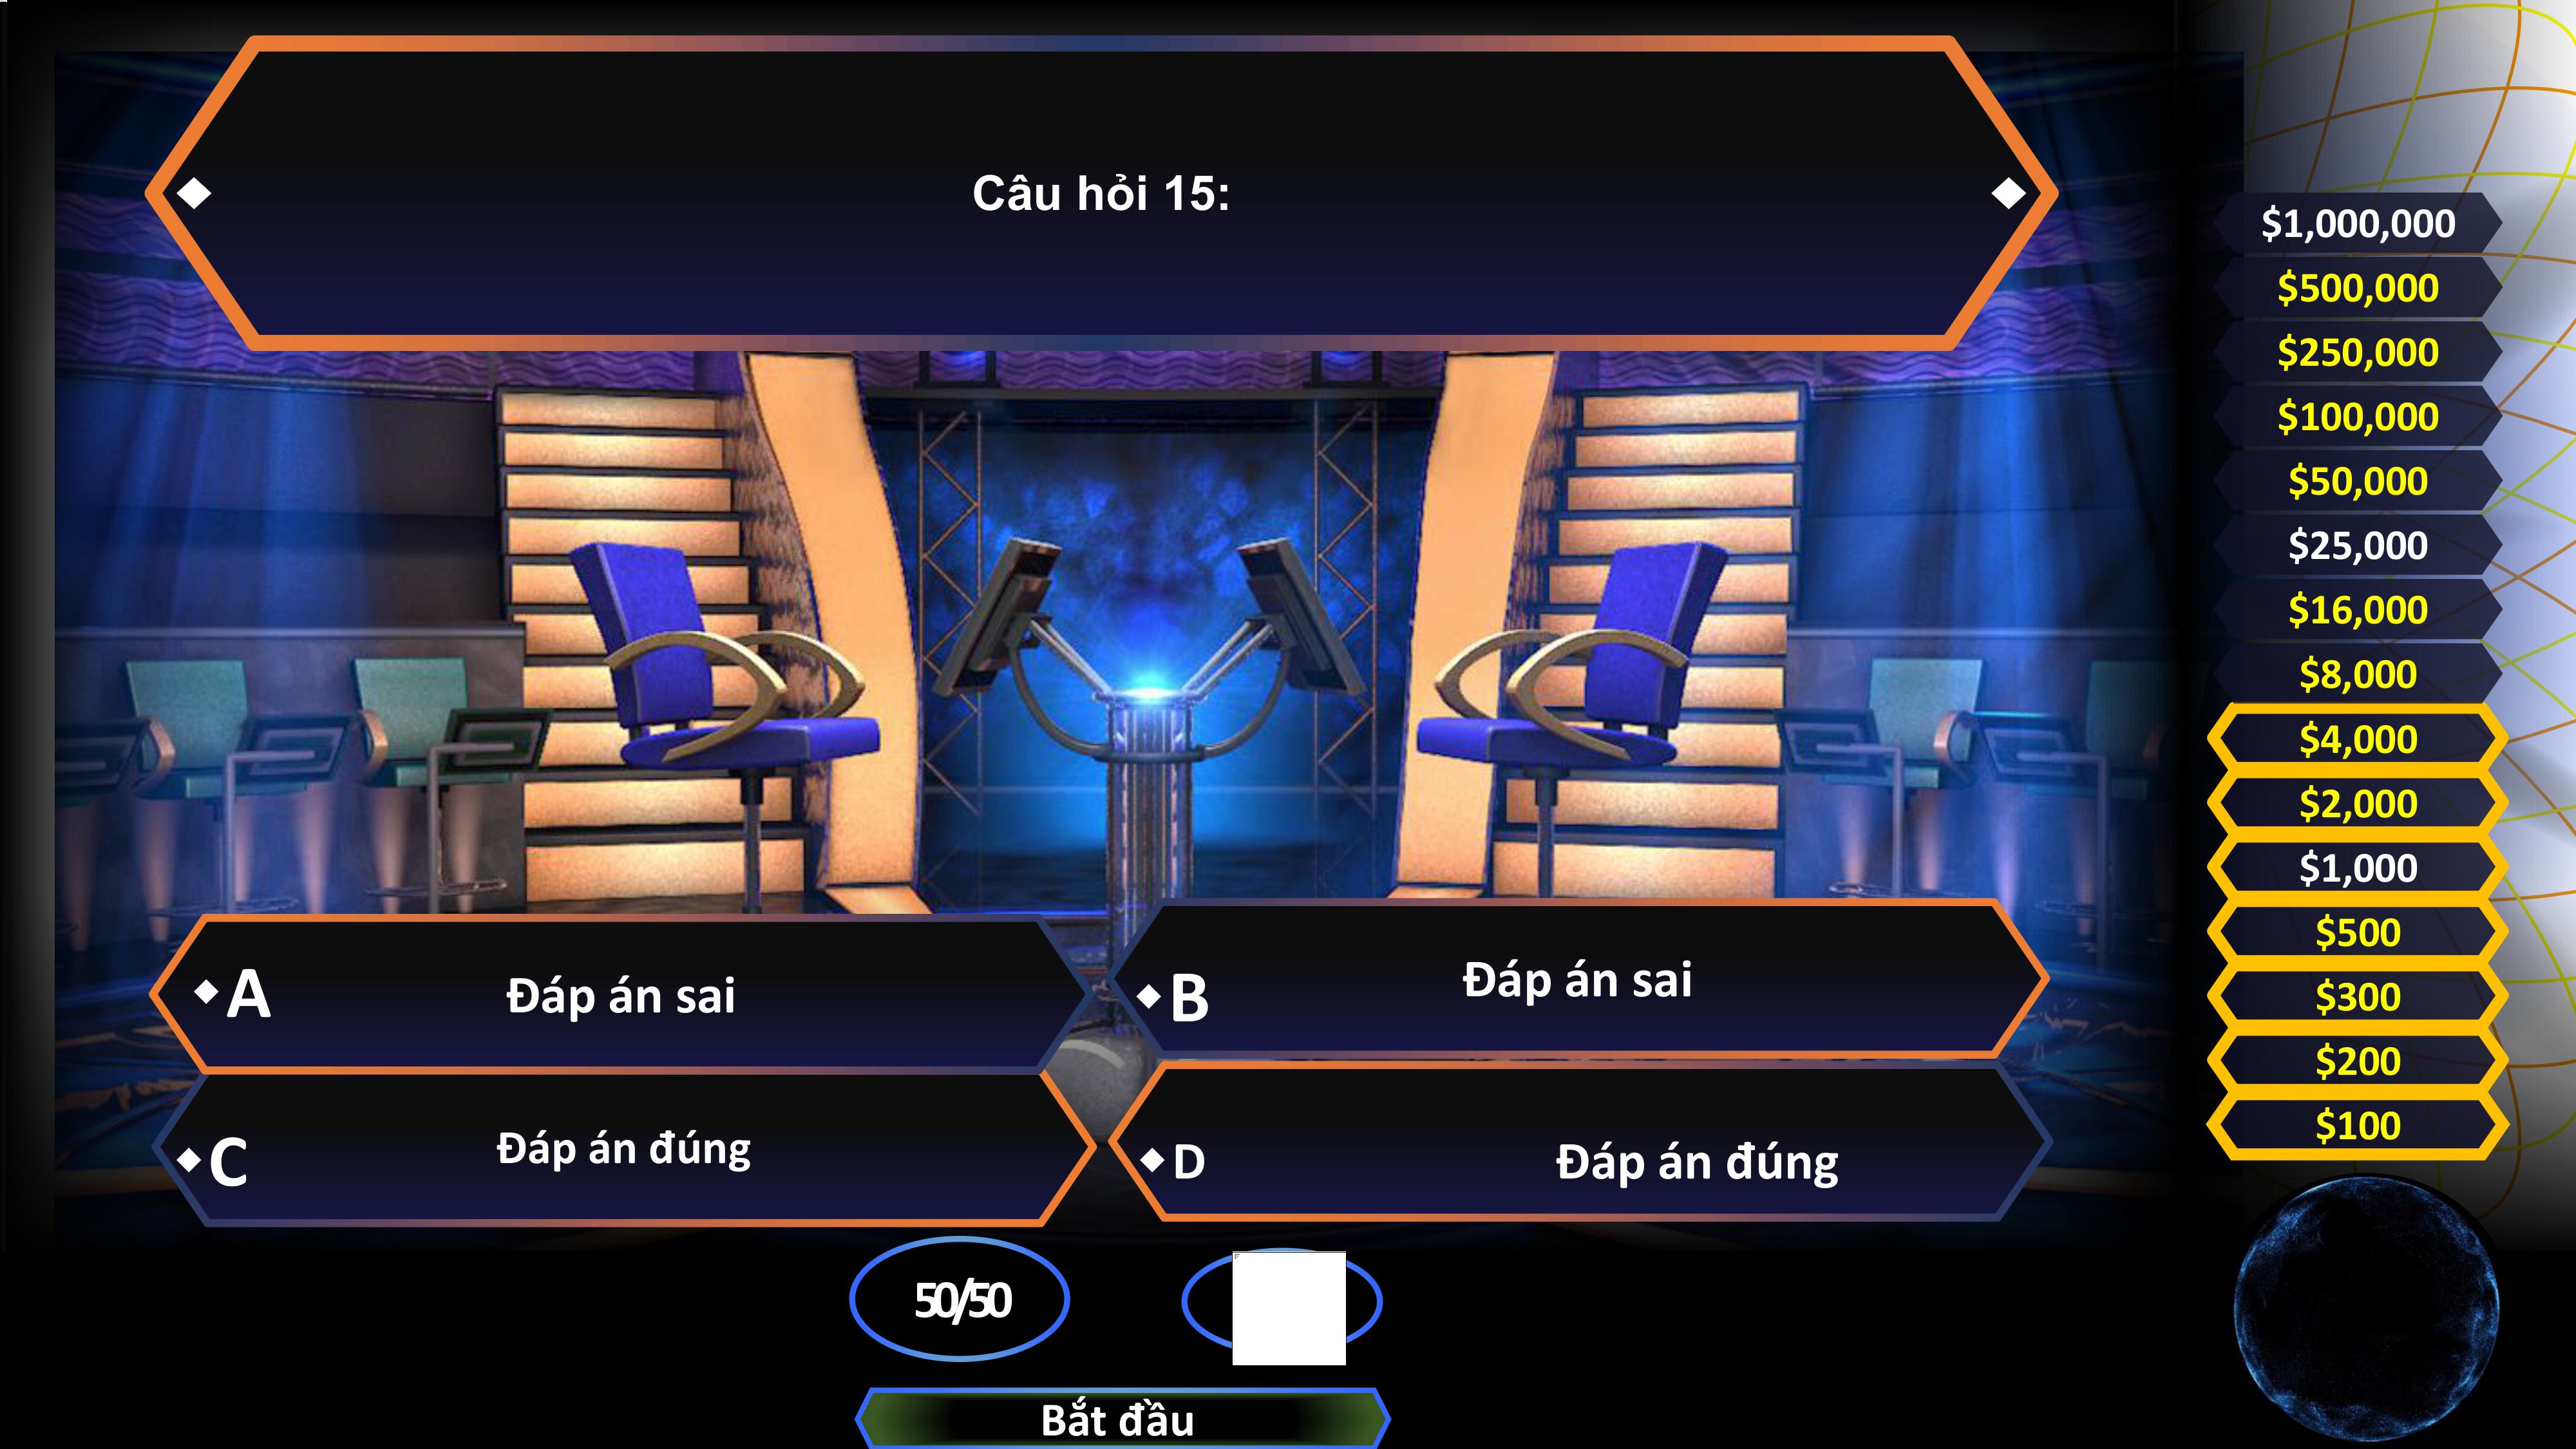 Câu hỏi 15:
$1,000,000
$500,000
$250,000
$100,000
$50,000
$25,000
$16,000
$8,000
$4,000
$2,000
$1,000
$500
$300
$200
$100
A Đáp án sai
B Đáp án sai
C Đáp án đúng
D Đáp án đúng
50/50
Bắt đầu